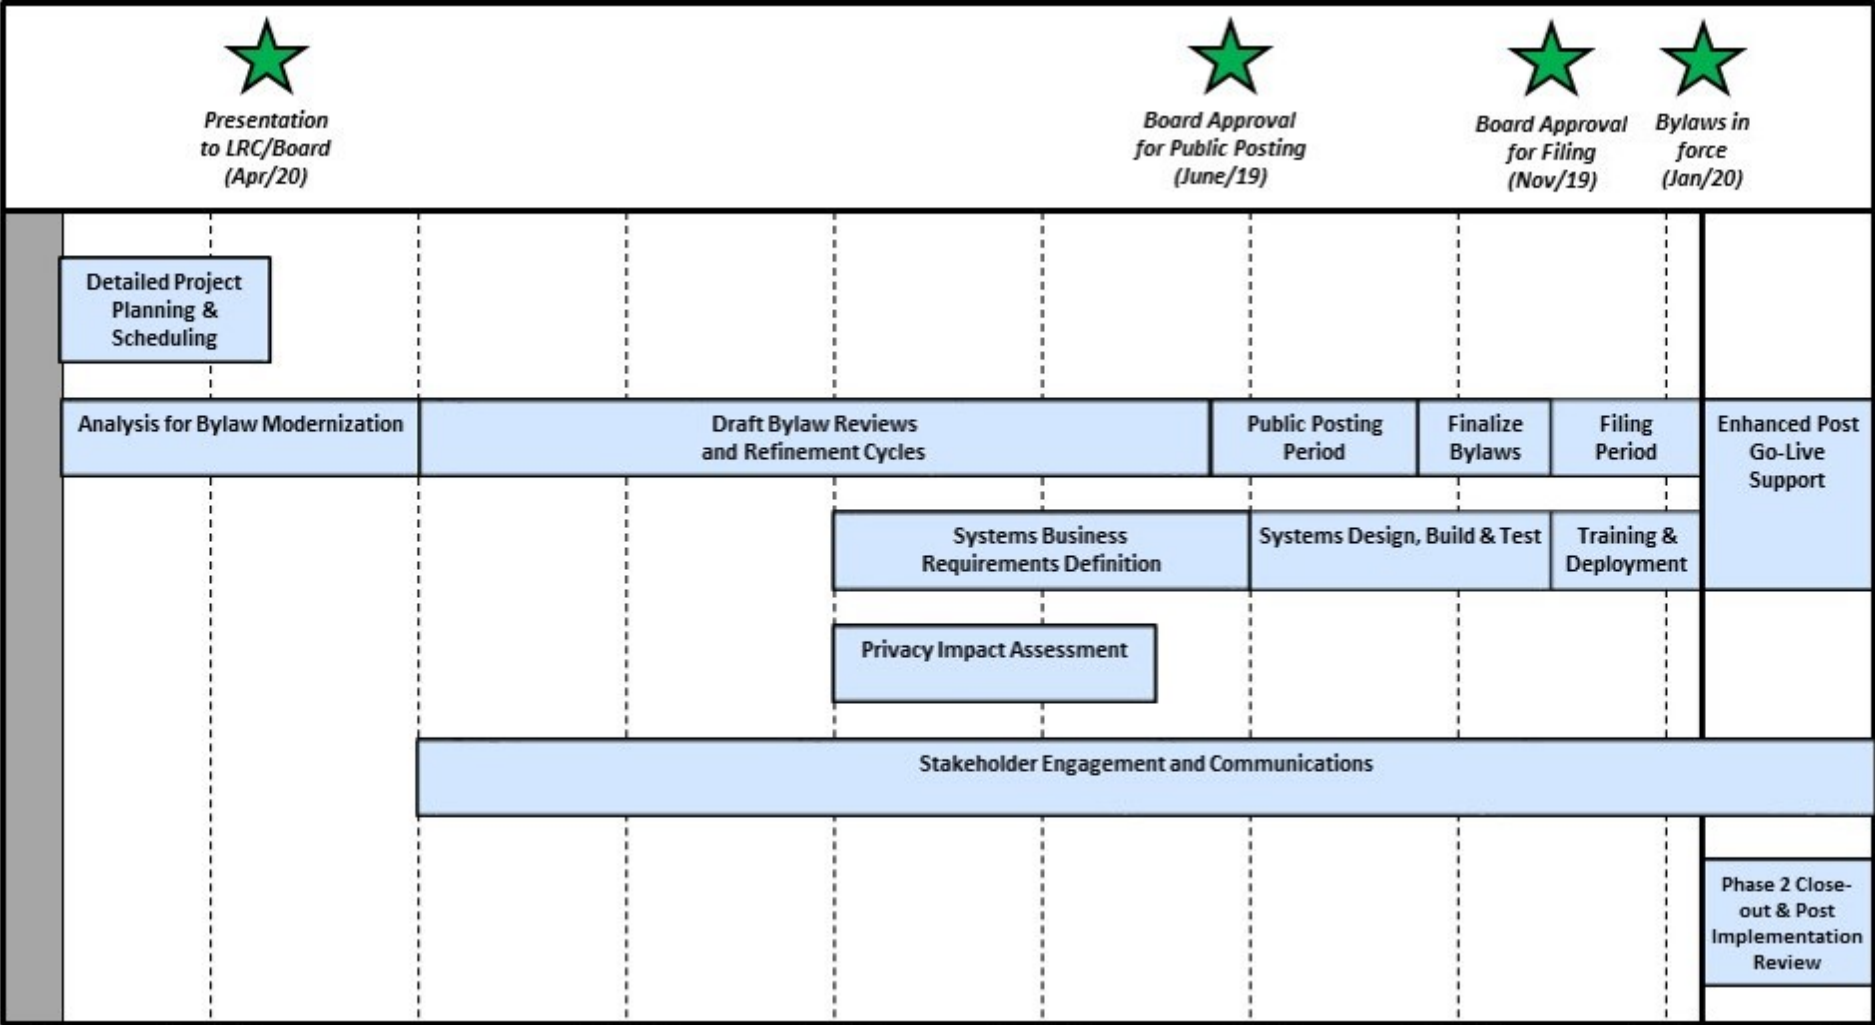 Presentation
to LRC/Board
(Apr/20)
Board Approval
for Public Posting
(June/19)
Board Approval
for Filing
(Nov/19)
Bylaws in
force
(Jan/20)
Detailed Project
Planning &
Scheduling
Analysis for Bylaw Modernization
Draft Bylaw Reviews
and Refinement Cycles
Public Posting
Period
Finalize
Bylaws
Filing
Period
Enhanced Post
Go-Live
Support
Systems Business
Requirements Definition
Systems Design, Build & Test
Training &
Deployment
Privacy Impact Assessment
Stakeholder Engagement and Communications
Phase 2 Close-
out & Post
Implementation
Review